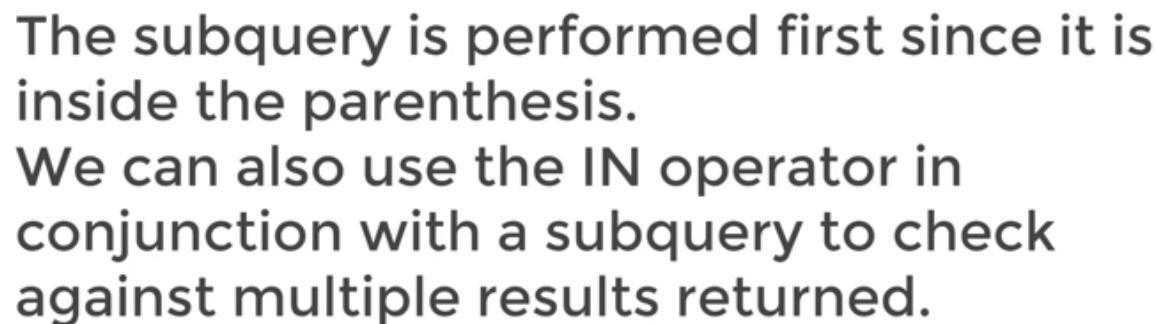 The subquery is performed first since it is
inside the parenthesis.
We can also use the IN operator in
conjunction with a subquery to check
against multiple results returned.